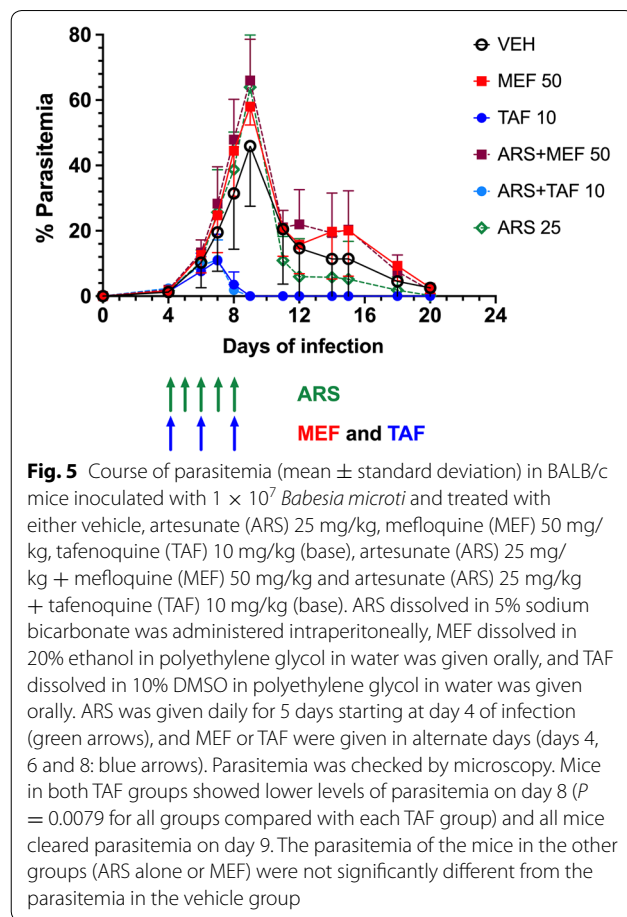 80
60
40
20
0
% Parasitemia
0 4 8 12 16 20 24
Days of infection
VEH
MEF 50
TAF 10
ARS+MEF 50
ARS+TAF 10
ARS 25
ARS
MEF and TAF
Fig. 5 Course of parasitemia (mean ± standard deviation) in BALB/c
mice inoculated with 1 × 10⁷ Babesia microti and treated with
either vehicle, artesunate (ARS) 25 mg/kg, mefloquine (MEF) 50 mg/
kg, tafenoquine (TAF) 10 mg/kg (base), artesunate (ARS) 25 mg/
kg + mefloquine (MEF) 50 mg/kg and artesunate (ARS) 25 mg/kg
+ tafenoquine (TAF) 10 mg/kg (base). ARS dissolved in 5% sodium
bicarbonate was administered intraperitoneally, MEF dissolved in
20% ethanol in polyethylene glycol in water was given orally, and TAF
dissolved in 10% DMSO in polyethylene glycol in water was given
orally. ARS was given daily for 5 days starting at day 4 of infection
(green arrows), and MEF or TAF were given in alternate days (days 4,
6 and 8: blue arrows). Parasitemia was checked by microscopy. Mice
in both TAF groups showed lower levels of parasitemia on day 8 (P
= 0.0079 for all groups compared with each TAF group) and all mice
cleared parasitemia on day 9. The parasitemia of the mice in the other
groups (ARS alone or MEF) were not significantly different from the
parasitemia in the vehicle group